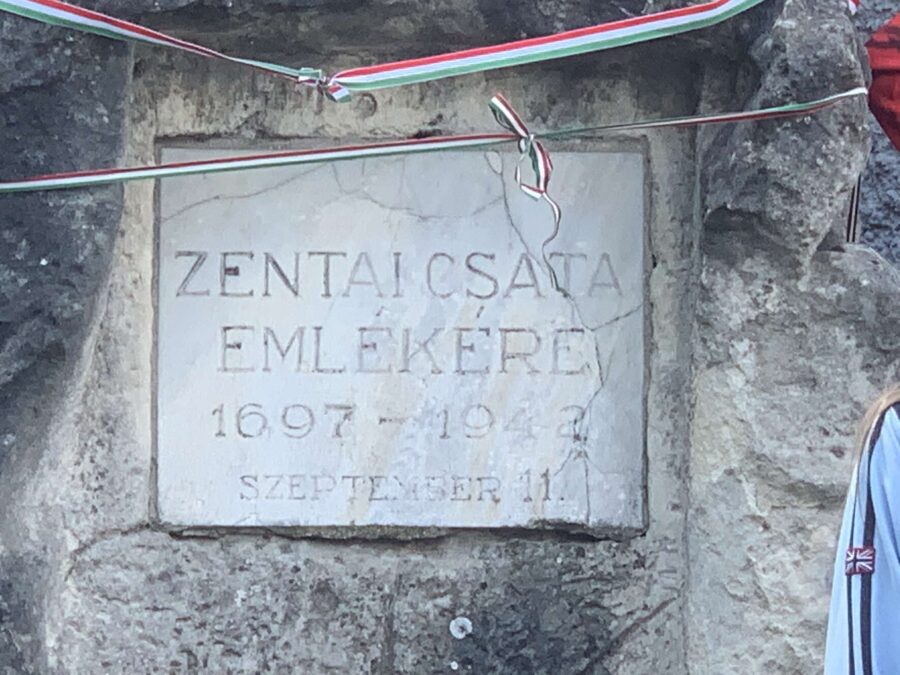 ZENTAI CSATA
EMLÉKÉRE
1697 - 1942
SZEPTEMBER 11.